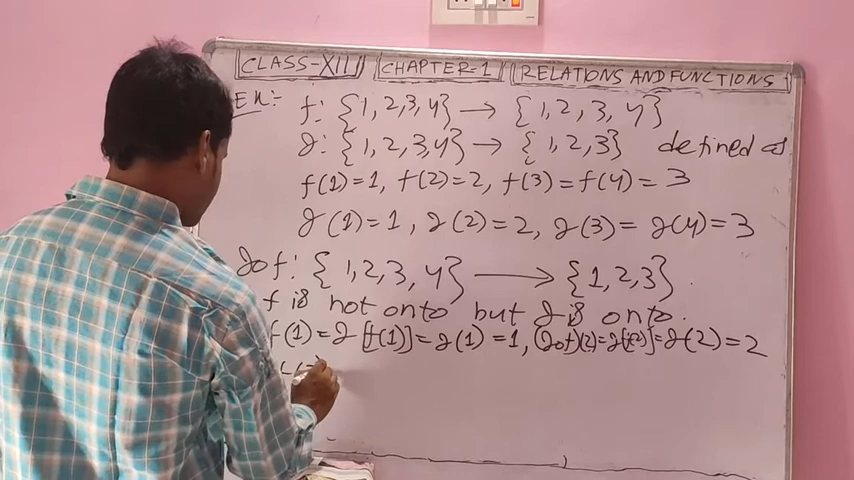 CLASS-XII CHAPTER-1 RELATIONS AND FUNCTIONS
EX:- f: {1,2,3,4} → {1,2,3,4}
g: {1,2,3,4} → {1,2,3} defined as
f(1)=1, f(2)=2, f(3)=f(4)=3
g(1)=1, g(2)=2, g(3)=g(4)=3
gof: {1,2,3,4} → {1,2,3}
f is not onto but g is onto.
f(1)=g[f(1)]=g(1)=1, (gof)(2)=g[f(2)]=g(2)=2